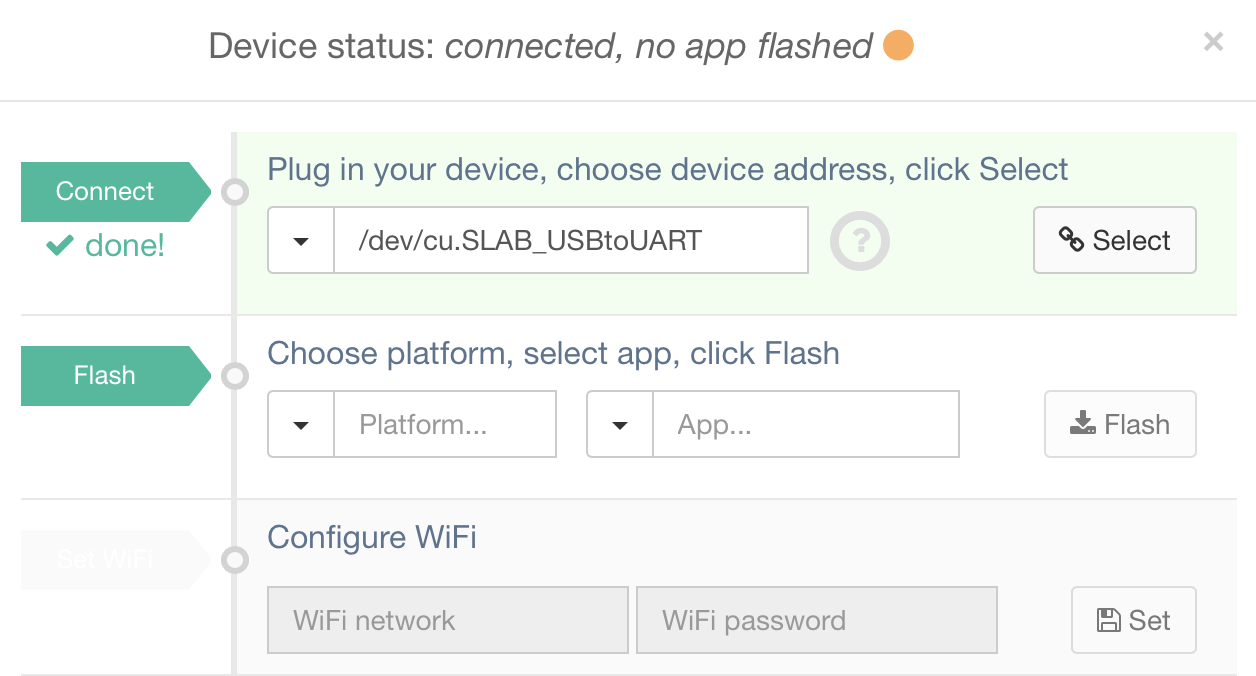 Device status: connected, no app flashed
×
Connect
done!
Plug in your device, choose device address, click Select
/dev/cu.SLAB_USBtoUART
?
Select
Flash
Choose platform, select app, click Flash
Platform...
App...
Flash
Set WiFi
Configure WiFi
WiFi network
WiFi password
Set